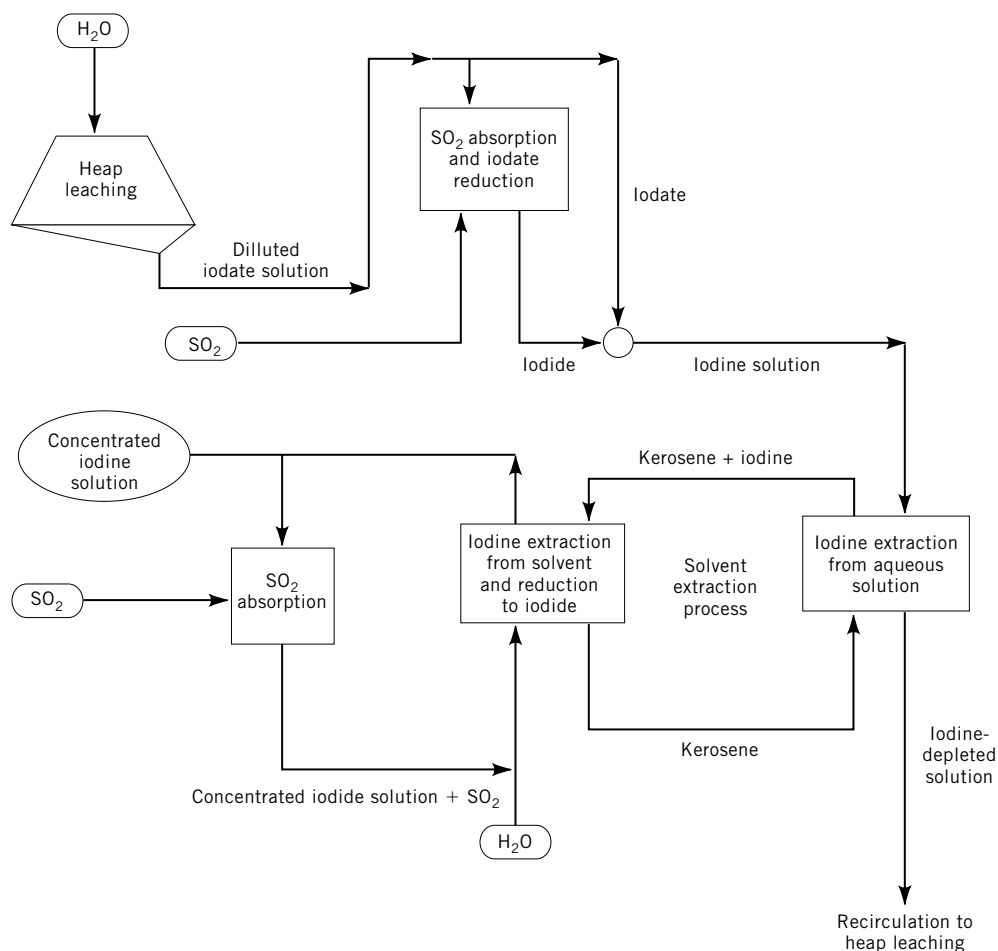 H₂O
Heap
leaching
SO₂ absorption
and iodate
reduction
Iodate
Dilluted
iodate solution
SO₂
Iodide
Iodine solution
Concentrated
iodine
solution
Kerosene + iodine
SO₂
absorption
SO₂
Iodine extraction
from solvent
and reduction
to iodide
Solvent
extraction
process
Iodine extraction
from aqueous
solution
Kerosene
Iodine-
depleted
solution
Concentrated iodide solution + SO₂
H₂O
Recirculation to
heap leaching